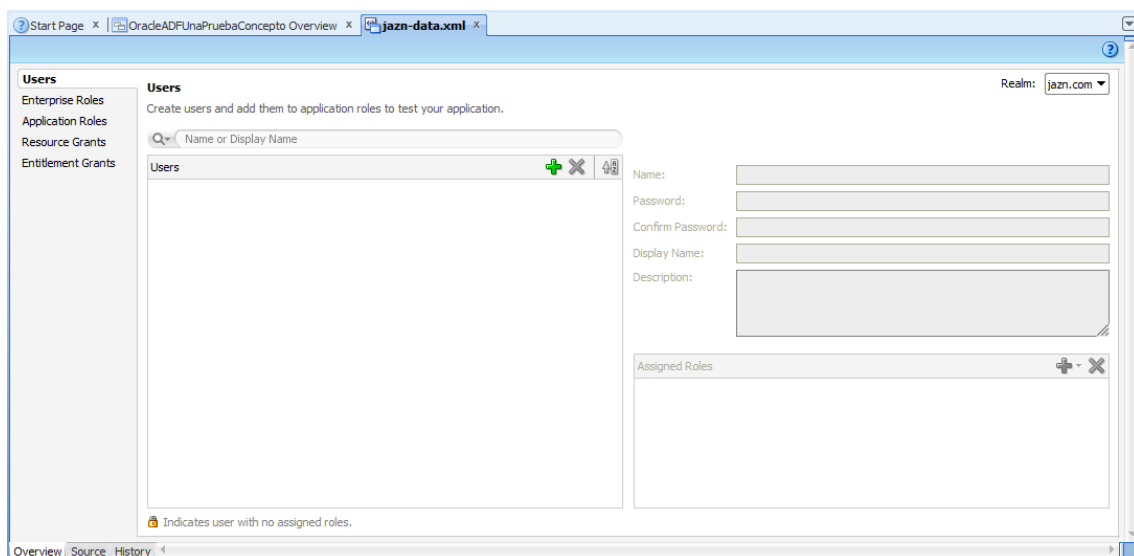 Start Page x OracleADFUnaPruebaConcepto Overview x jazn-data.xml x
Users
Enterprise Roles
Application Roles
Resource Grants
Entitlement Grants
Users
Realm: jazn.com
Create users and add them to application roles to test your application.
Name or Display Name
Users
Name:
Password:
Confirm Password:
Display Name:
Description:
Assigned Roles
Indicates user with no assigned roles.
Overview Source History